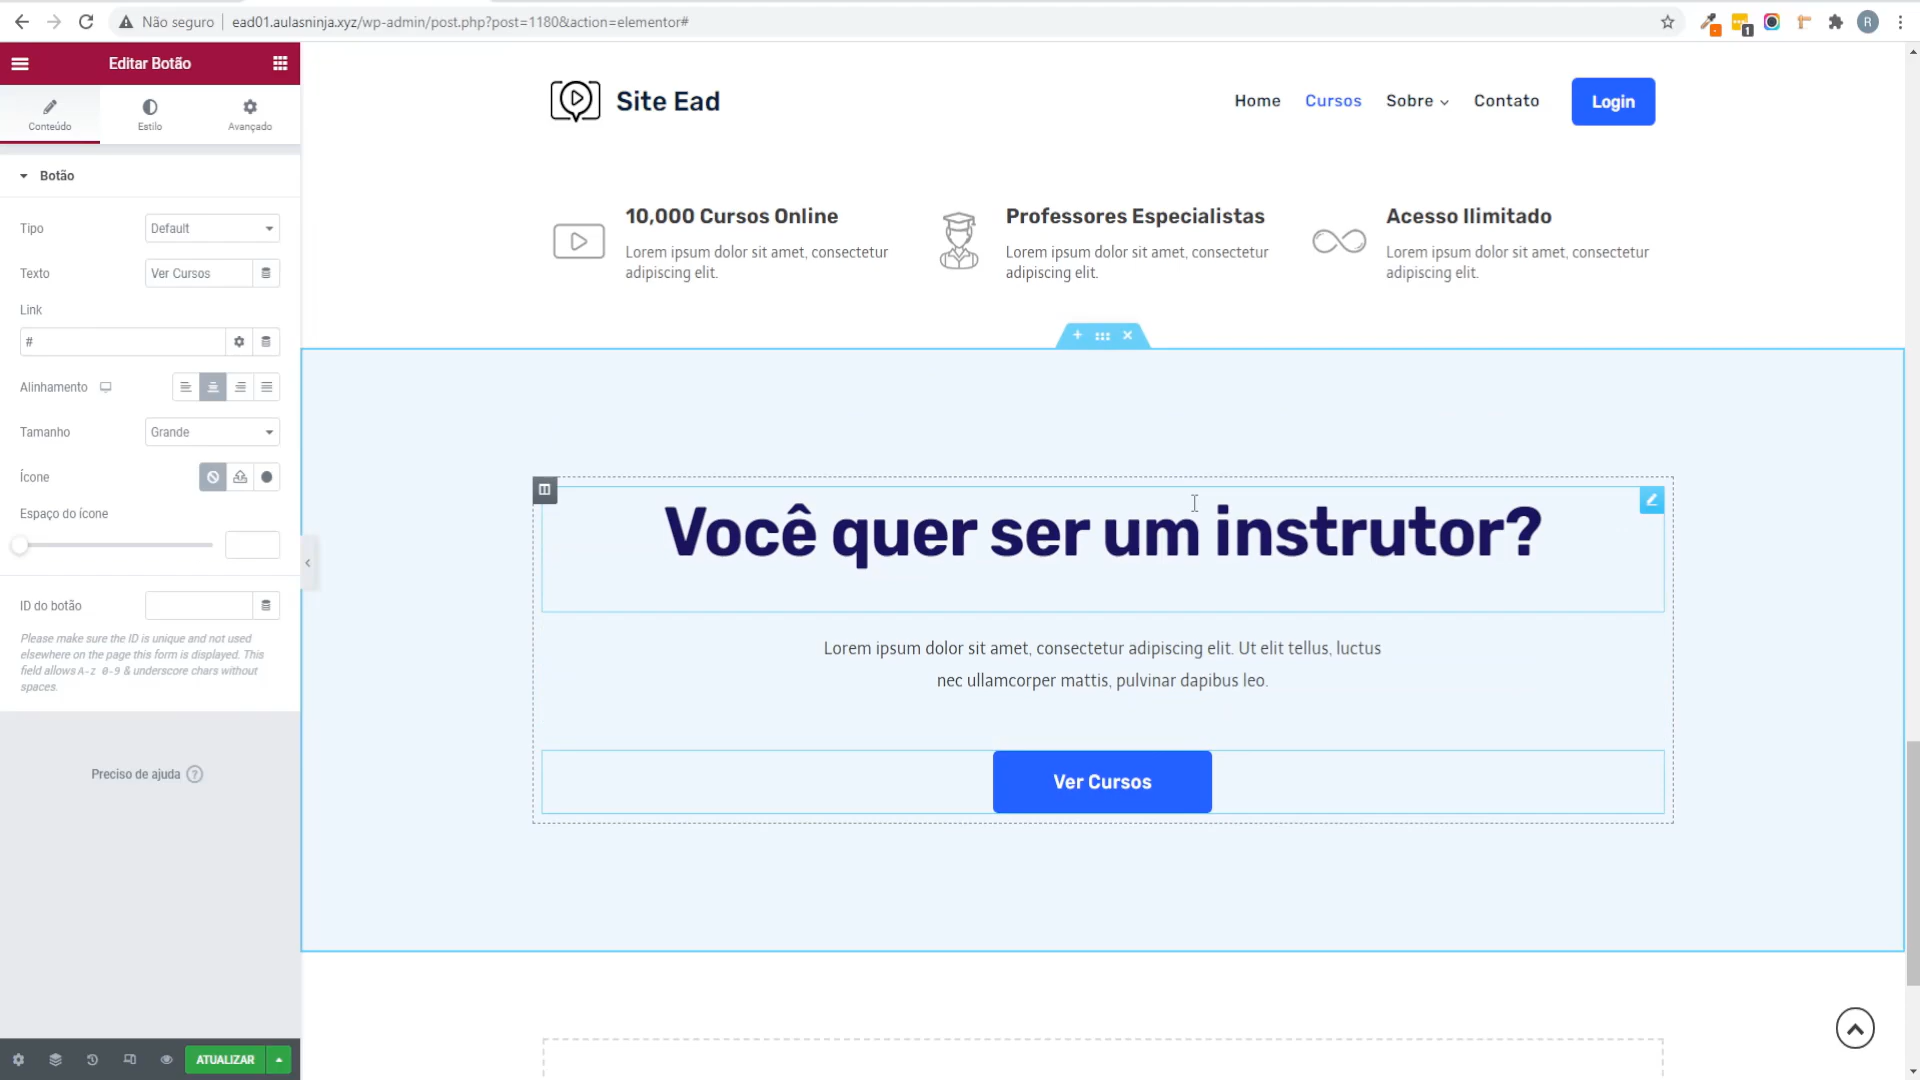 Não seguro
ead01.aulasninja.xyz/wp-admin/post.php?post=1180&action=elementor#
1
R
Editar Botão
Conteúdo
Estilo
Avançado
Botão
Tipo
Default
Texto
Ver Cursos
Link
#
Alinhamento
Tamanho
Grande
Ícone
Espaço do ícone
ID do botão
Please make sure the ID is unique and not used
elsewhere on the page this form is displayed. This
field allows A-z 0-9 & underscore chars without
spaces.
Preciso de ajuda ?
ATUALIZAR
Site Ead
Home
Cursos
Sobre
Contato
Login
10,000 Cursos Online
Lorem ipsum dolor sit amet, consectetur
adipiscing elit.
Professores Especialistas
Lorem ipsum dolor sit amet, consectetur
adipiscing elit.
Acesso Ilimitado
Lorem ipsum dolor sit amet, consectetur
adipiscing elit.
Você quer ser um instrutor?
Lorem ipsum dolor sit amet, consectetur adipiscing elit. Ut elit tellus, luctus
nec ullamcorper mattis, pulvinar dapibus leo.
Ver Cursos